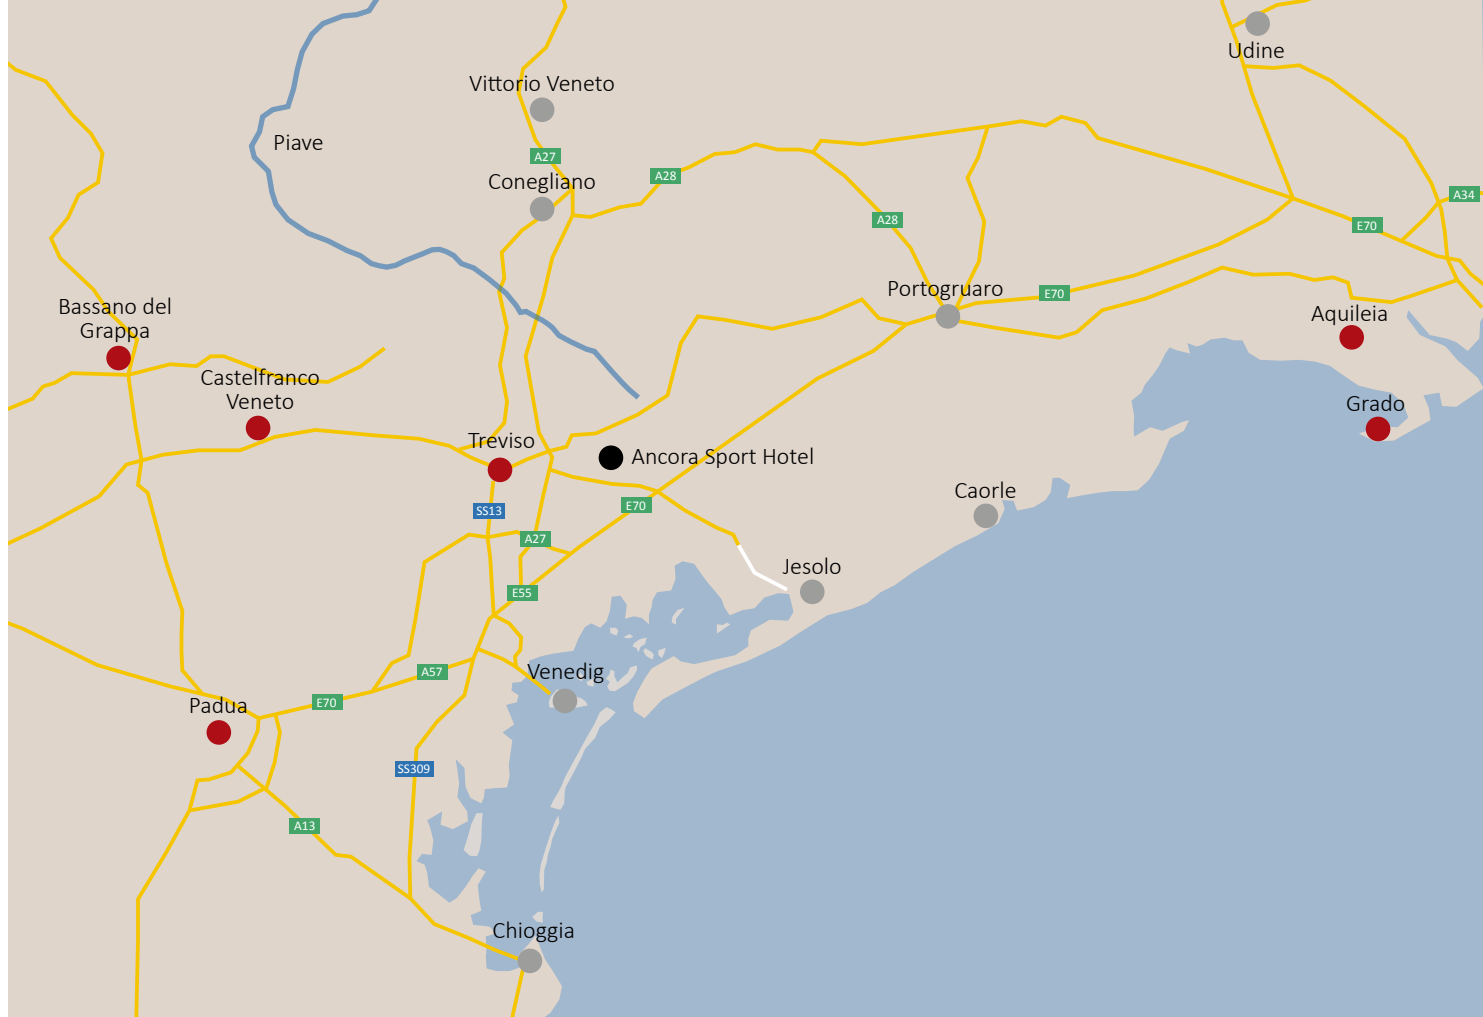 Udine
Vittorio Veneto
Piave
A27
Conegliano
A28
A34
A28
E70
Portogruaro
E70
Bassano del
Grappa
Aquileia
Castelfranco
Veneto
Grado
Treviso
Ancora Sport Hotel
Caorle
SS13
E70
A27
Jesolo
E55
A57
Venedig
E70
Padua
SS309
A13
Chioggia